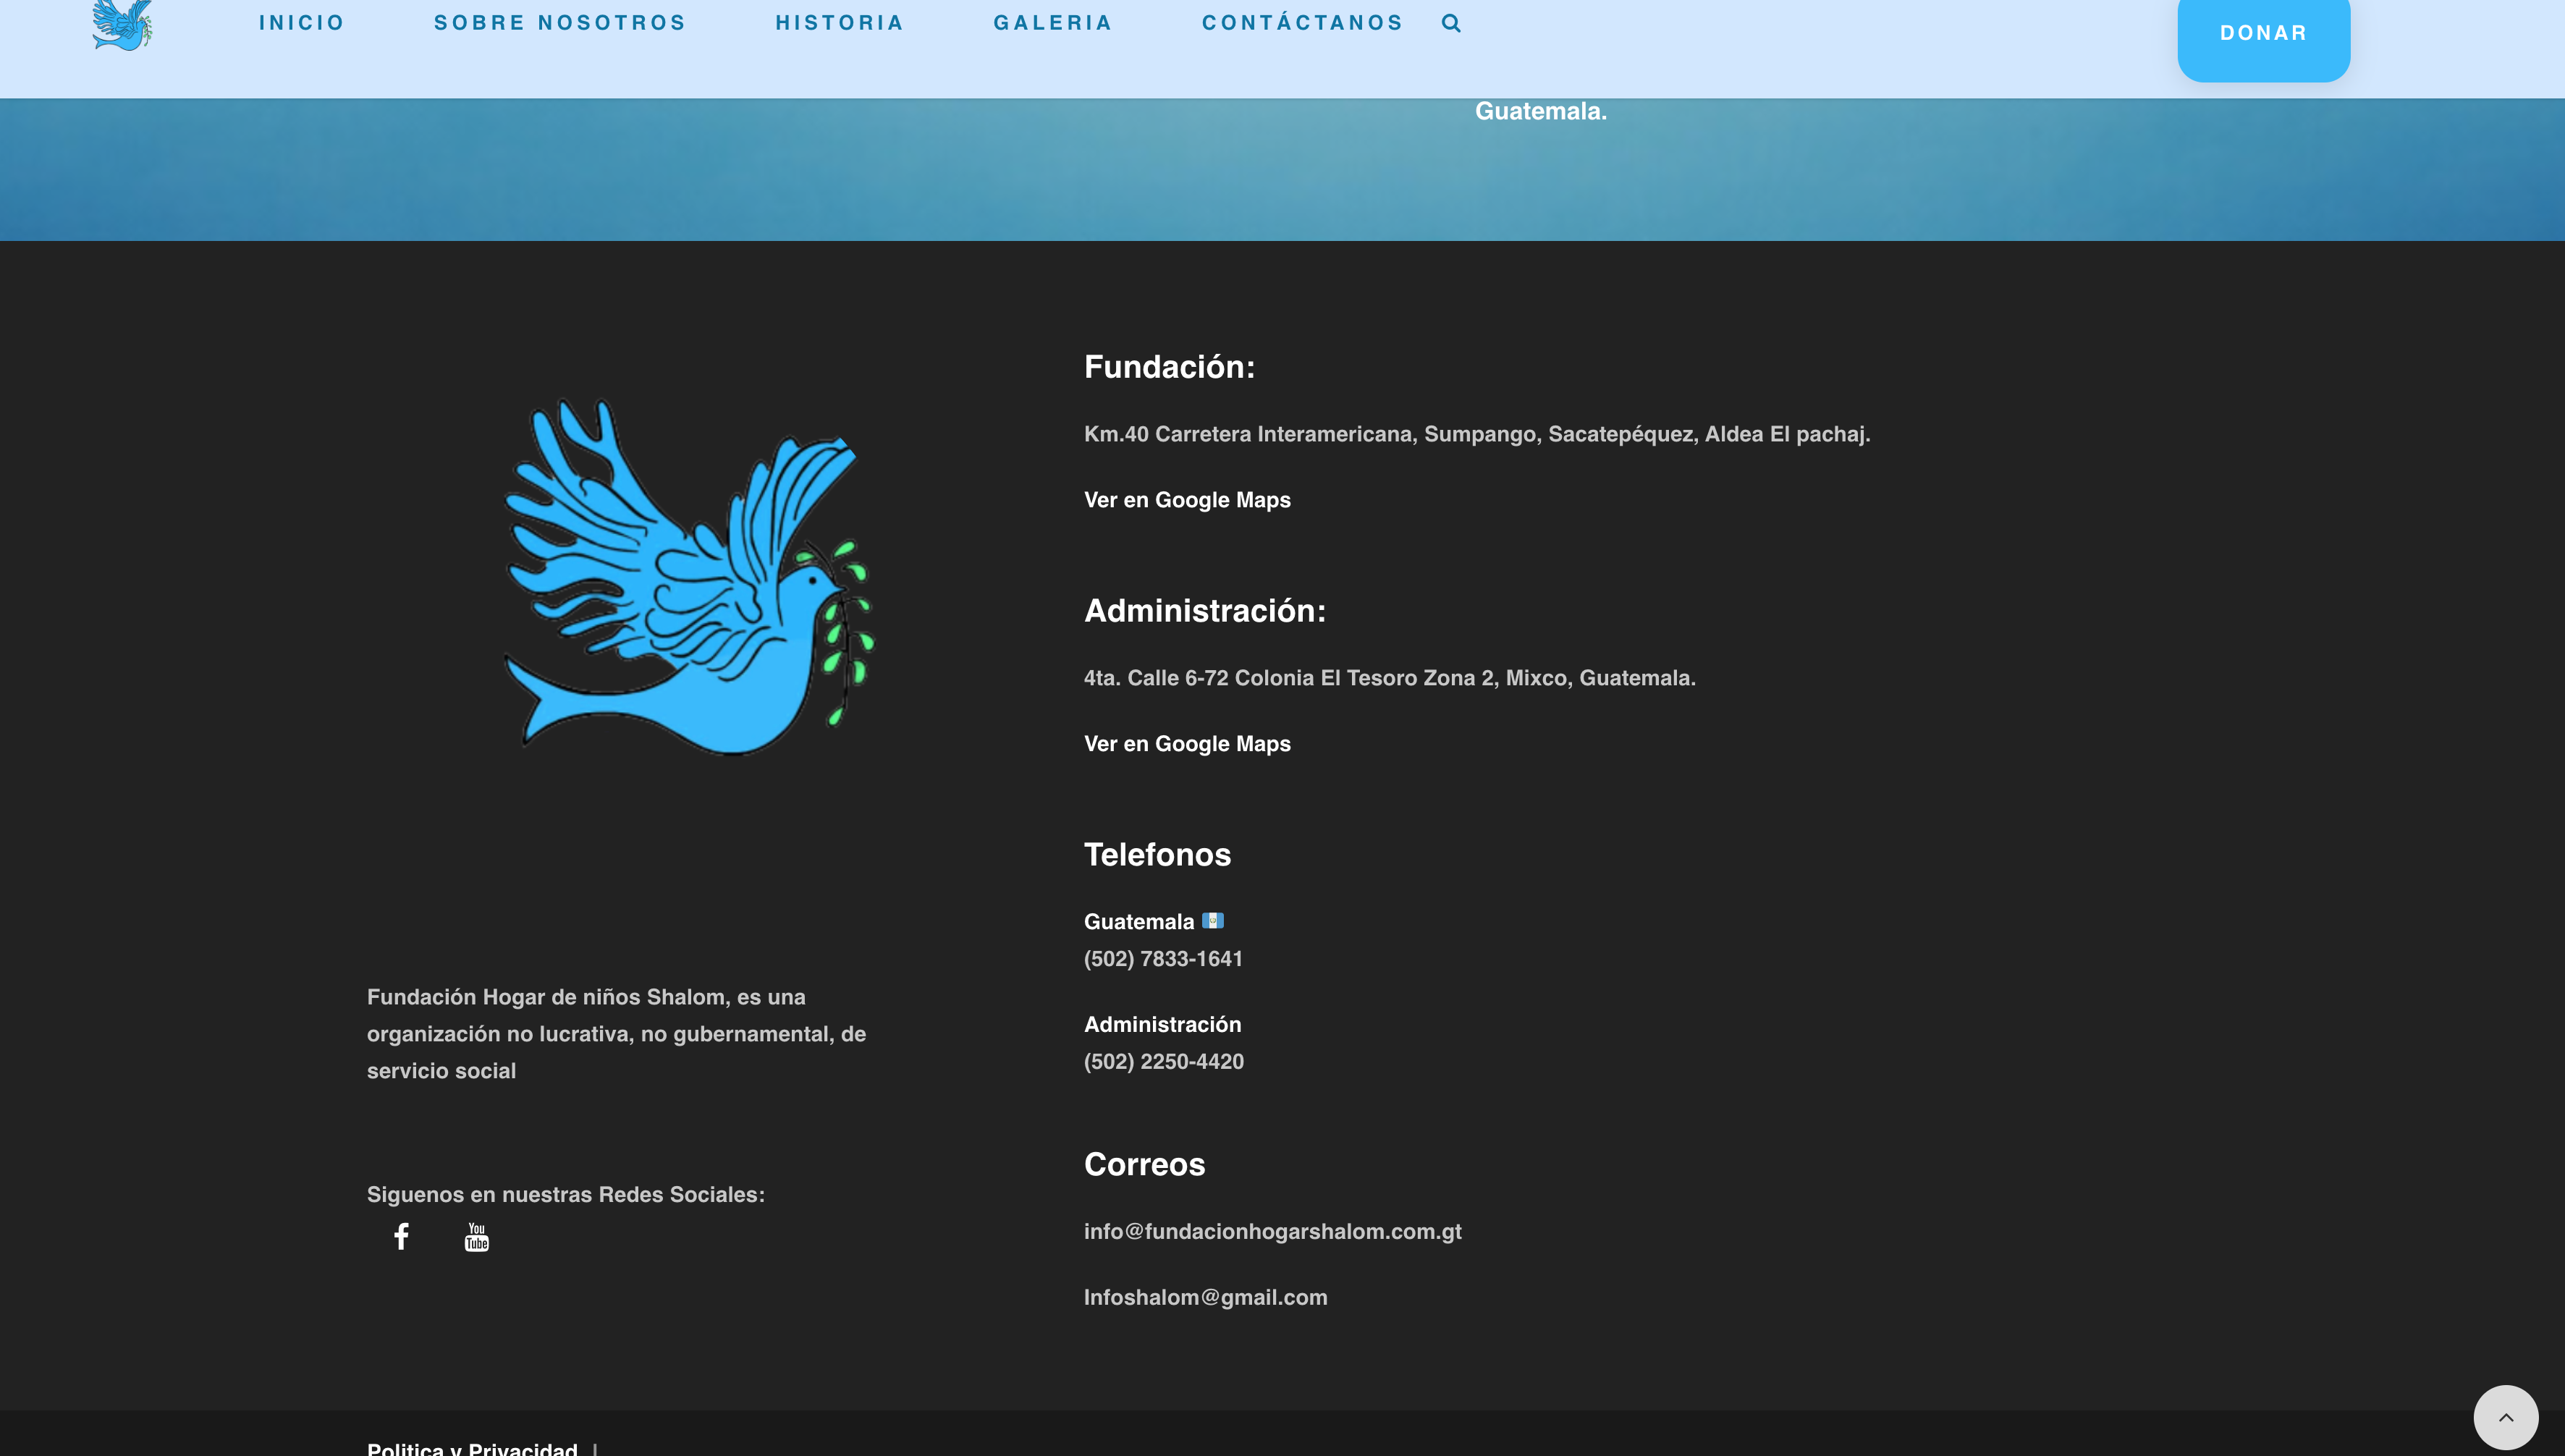 INICIO SOBRE NOSOTROS HISTORIA GALERIA CONTÁCTANOS DONAR
Guatemala.
Fundación:
Km.40 Carretera Interamericana, Sumpango, Sacatepéquez, Aldea El pachaj.
Ver en Google Maps
Administración:
4ta. Calle 6-72 Colonia El Tesoro Zona 2, Mixco, Guatemala.
Ver en Google Maps
Telefonos
Guatemala 🇬🇹
(502) 7833-1641
Administración
(502) 2250-4420
Correos
info@fundacionhogarshalom.com.gt
Infoshalom@gmail.com
Fundación Hogar de niños Shalom, es una
organización no lucrativa, no gubernamental, de
servicio social
Siguenos en nuestras Redes Sociales:
You
Tube
Politica y Privacidad |